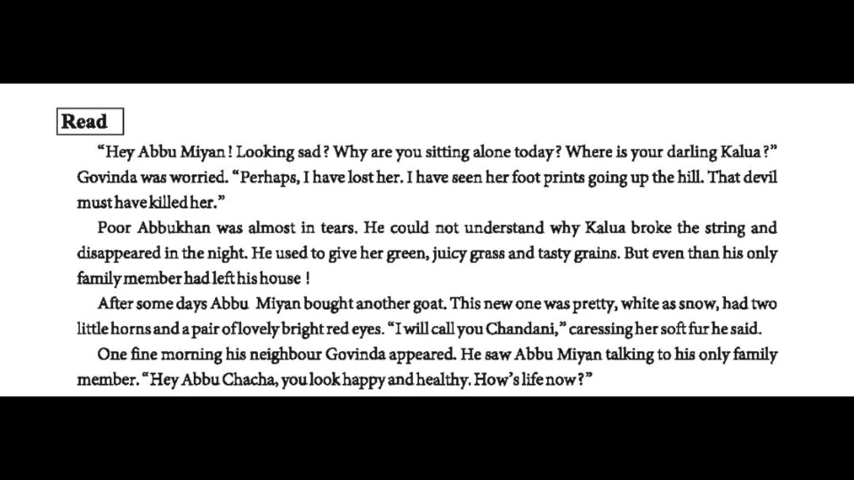 Read
“Hey Abbu Miyan! Looking sad? Why are you sitting alone today? Where is your darling Kalua?”
Govinda was worried. “Perhaps, I have lost her. I have seen her foot prints going up the hill. That devil
must have killed her.”
Poor Abbukhan was almost in tears. He could not understand why Kalua broke the string and
disappeared in the night. He used to give her green, juicy grass and tasty grains. But even than his only
family member had left his house !
After some days Abbu Miyan bought another goat. This new one was pretty, white as snow, had two
little horns and a pair of lovely bright red eyes. “I will call you Chandani,” caressing her soft fur he said.
One fine morning his neighbour Govinda appeared. He saw Abbu Miyan talking to his only family
member. “Hey Abbu Chacha, you look happy and healthy. How’s life now?”